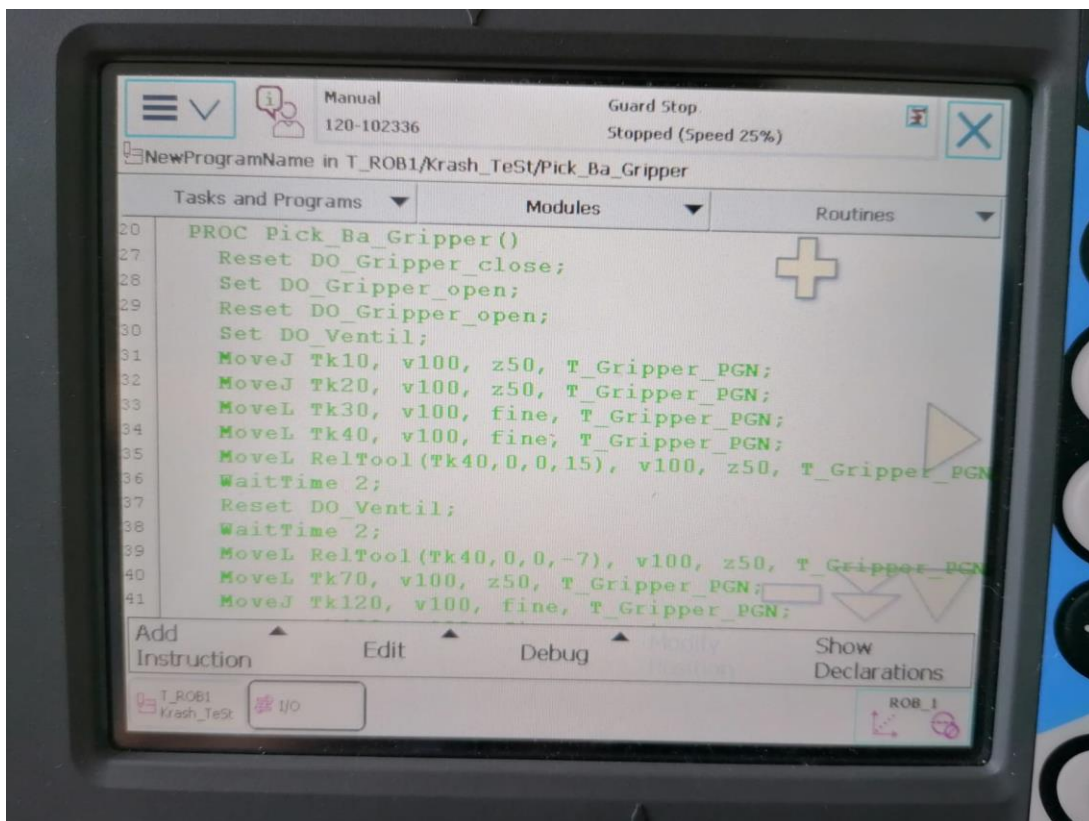 Manual
120-102336
Guard Stop
Stopped (Speed 25%)
NewProgramName in T_ROB1/Krash_TeSt/Pick_Ba_Gripper
Tasks and Programs
Modules
Routines
20 PROC Pick_Ba_Gripper()
27 Reset DO_Gripper_close;
28 Set DO_Gripper_open;
29 Reset DO_Gripper_open;
30 Set DO_Ventil;
31 MoveJ Tk10, v100, z50, T_Gripper_PGN;
32 MoveJ Tk20, v100, z50, T_Gripper_PGN;
33 MoveL Tk30, v100, fine, T_Gripper_PGN;
34 MoveL Tk40, v100, fine, T_Gripper_PGN;
35 MoveL RelTool(Tk40,0,0,15), v100, z50, T_Gripper_PGN
36 WaitTime 2;
37 Reset DO_Ventil;
38 WaitTime 2;
39 MoveL RelTool(Tk40,0,0,-7), v100, z50, T_Gripper_PGN
40 MoveL Tk70, v100, z50, T_Gripper_PGN;
41 MoveJ Tk120, v100, fine, T_Gripper_PGN;
Add
Instruction
Edit
Debug
Modify
Position
Show
Declarations
T_ROB1
Krash_TeSt
I/O
ROB_1